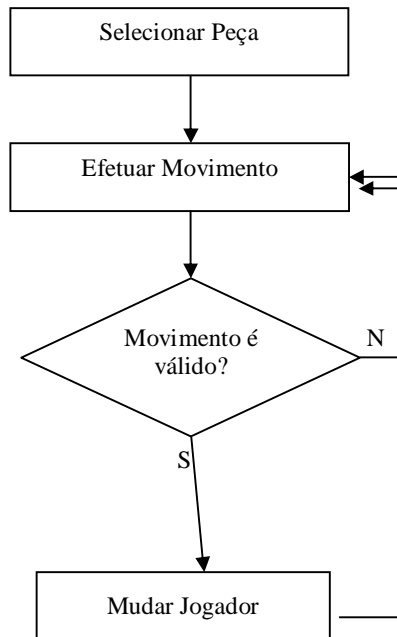 Selecionar Peça
Efetuar Movimento
Movimento é
válido?
N
S
Mudar Jogador